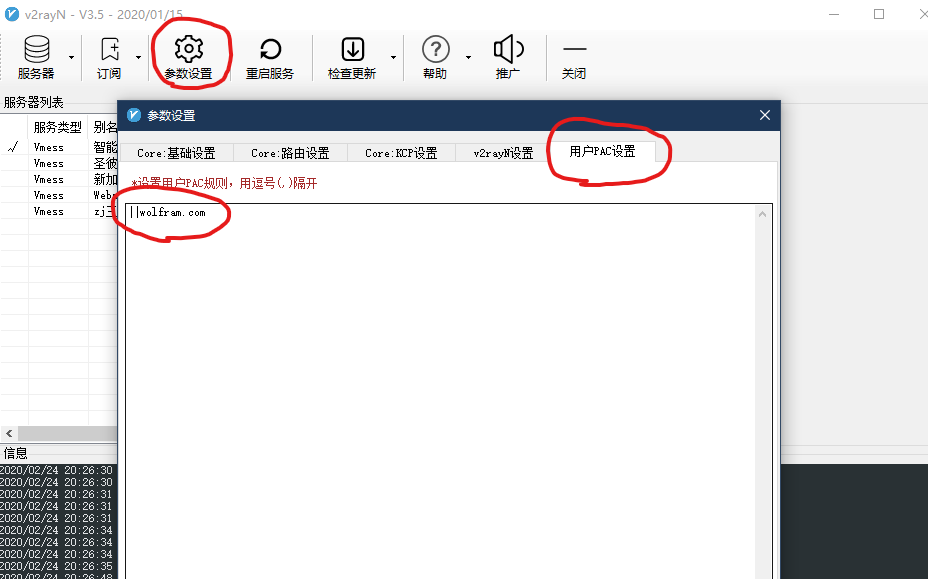 v2rayN - V3.5 - 2020/01/15
服务器 订阅 参数设置 重启服务 检查更新 帮助 推广 关闭
服务器列表
参数设置
服务类型 别名
Core:基础设置 Core:路由设置 Core:KCP设置 v2rayN设置 用户PAC设置
*设置用户PAC规则，用逗号(,)隔开
||wolfram.com
Vmess 智能
Vmess 圣彼
Vmess 新加
Vmess
Vmess
信息
2020/02/24 20:26:30
2020/02/24 20:26:30
2020/02/24 20:26:31
2020/02/24 20:26:31
2020/02/24 20:26:31
2020/02/24 20:26:34
2020/02/24 20:26:34
2020/02/24 20:26:34
2020/02/24 20:26:35
2020/02/24 20:26:48